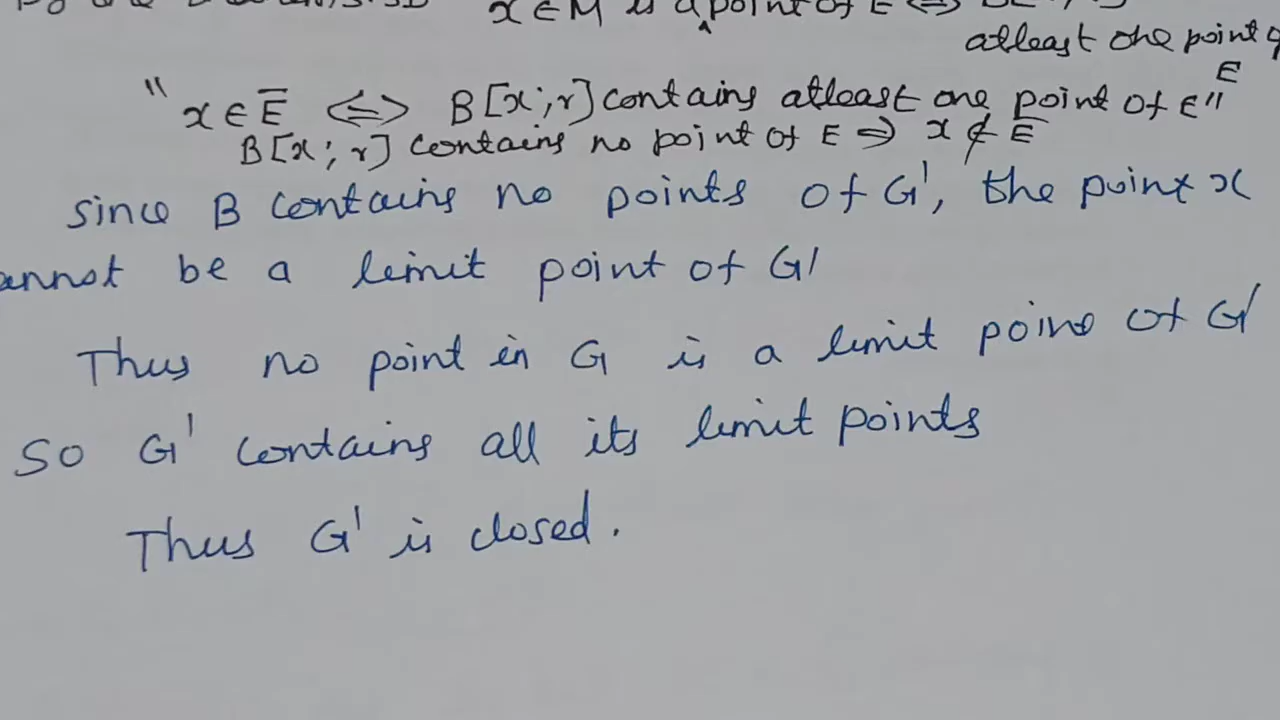 x ∈ M is a point of E ⇔
atleast one point of
E
" x ∈ E̅ ⇔ B[x; r] contains atleast one point of E"
B[x; r] contains no point of E ⇒ x ∉ E̅
since B contains no points of G', the point x
annot be a limit point of G'
Thus no point in G is a limit point of G'
So G' contains all its limit points
Thus G' is closed.